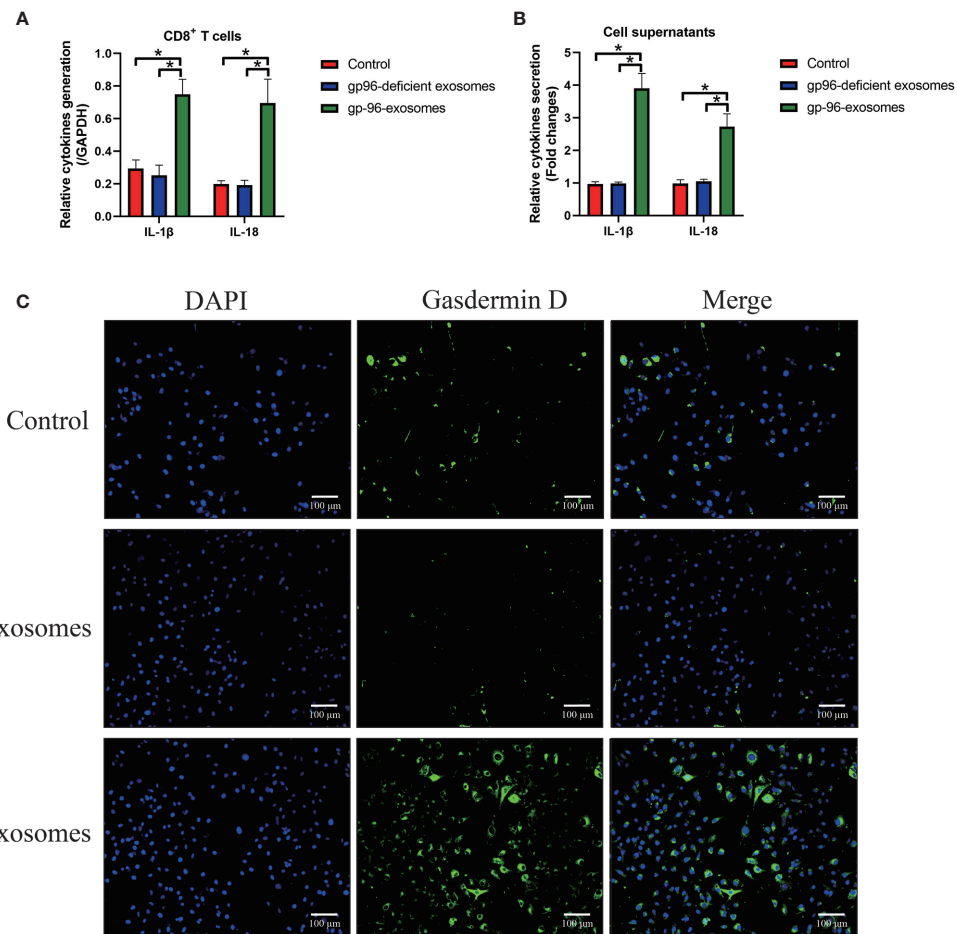 A
CD8⁺ T cells
Relative cytokines generation
(/GAPDH)
1.0
0.8
0.6
0.4
0.2
0.0
* * * *
IL-1β IL-18
Control
gp96-deficient exosomes
gp-96-exosomes
B
Cell supernatants
Relative cytokines secretion
(Fold changes)
5
4
3
2
1
0
* * * *
IL-1β IL-18
Control
gp96-deficient exosomes
gp-96-exosomes
C
DAPI Gasdermin D Merge
Control
100 μm 100 μm 100 μm
xosomes
100 μm 100 μm 100 μm
xosomes
100 μm 100 μm 100 μm